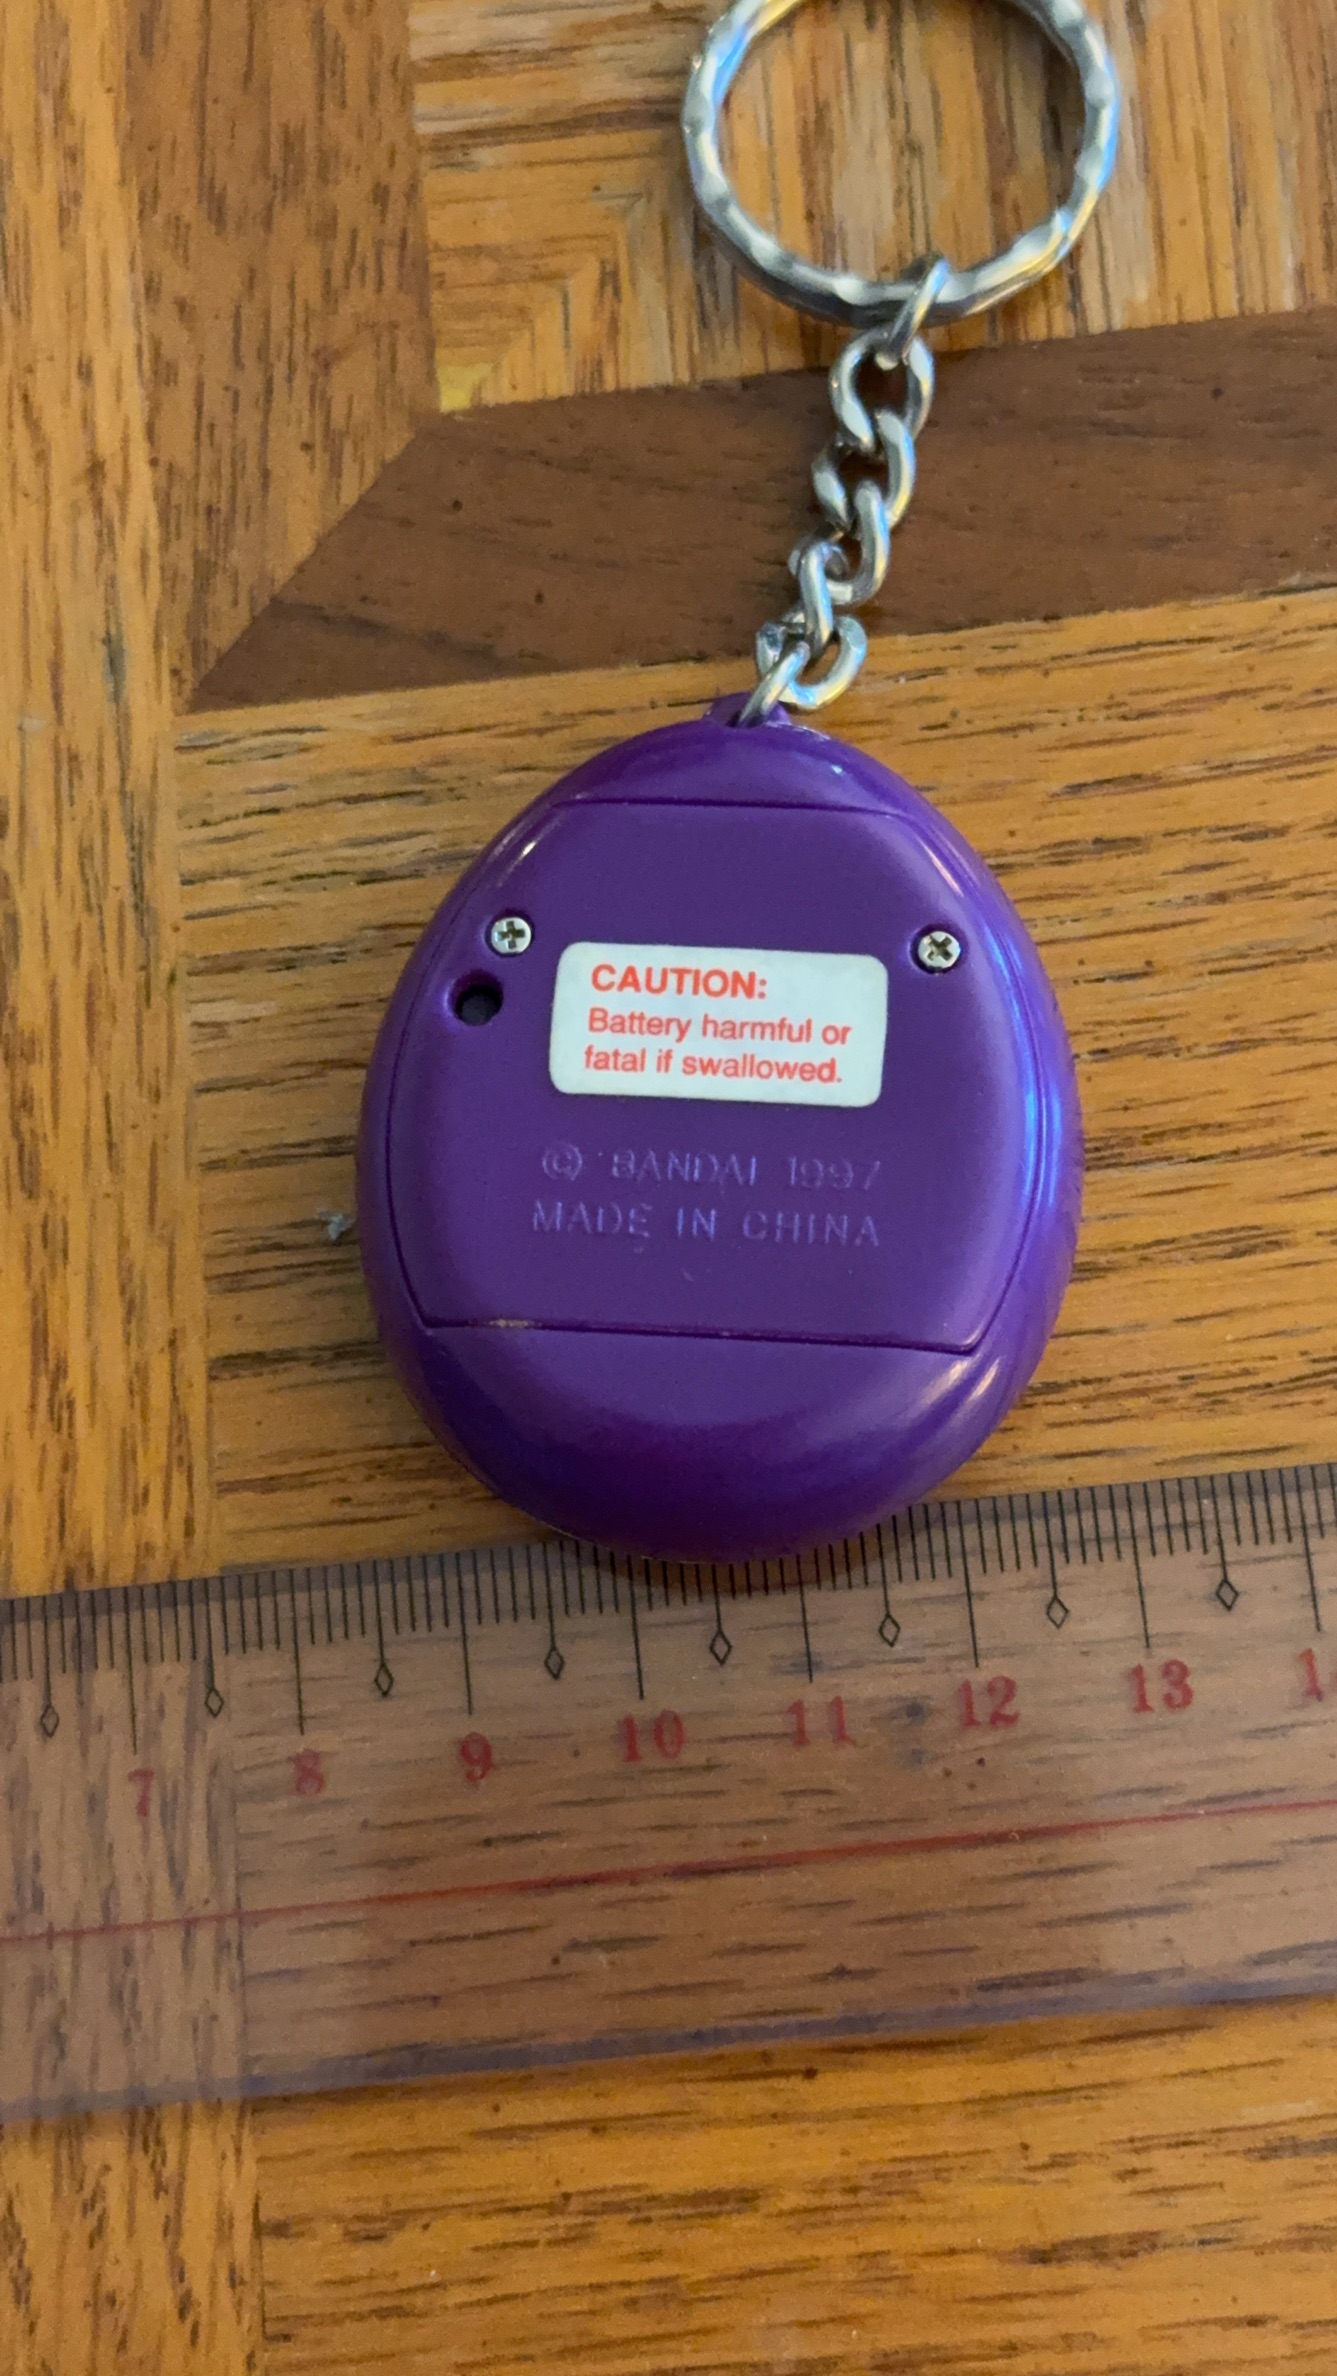 CAUTION:
Battery harmful or
fatal if swallowed.
© BANDAI 1997
MADE IN CHINA
7 8 9 10 11 12 13